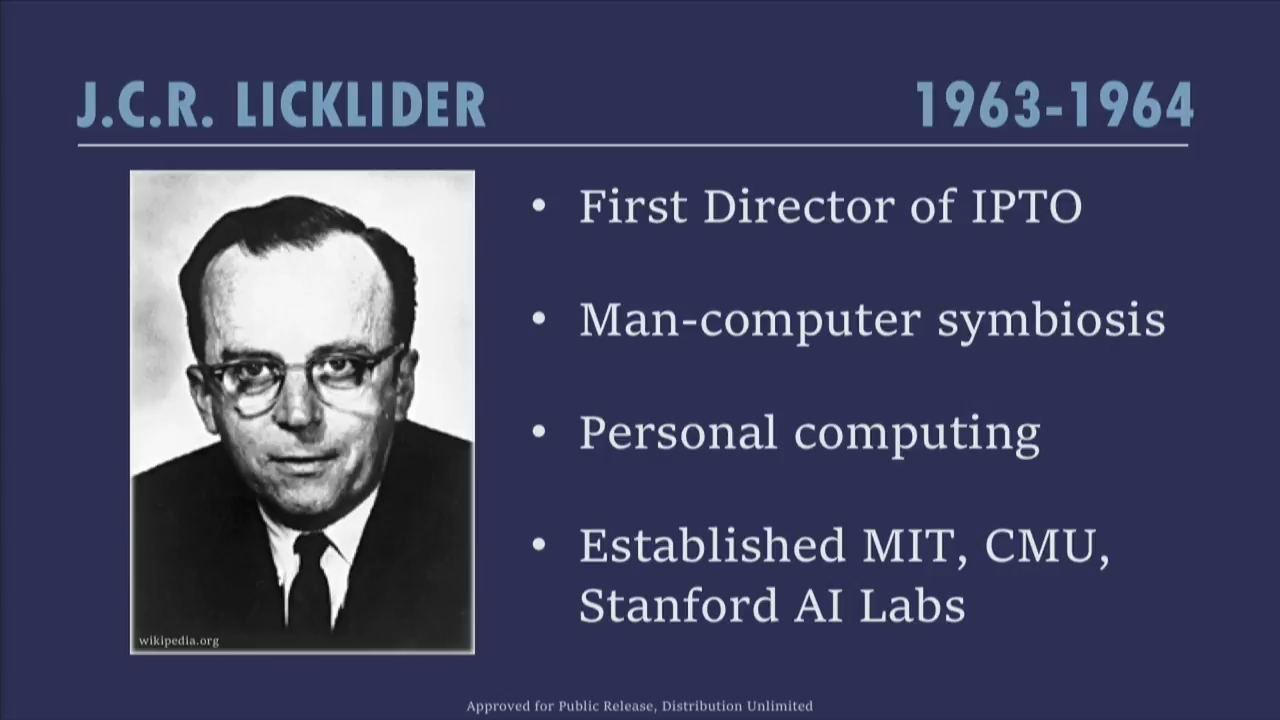 J.C.R. LICKLIDER 1963-1964
• First Director of IPTO
• Man-computer symbiosis
• Personal computing
• Established MIT, CMU,
Stanford AI Labs
wikipedia.org
Approved for Public Release, Distribution Unlimited